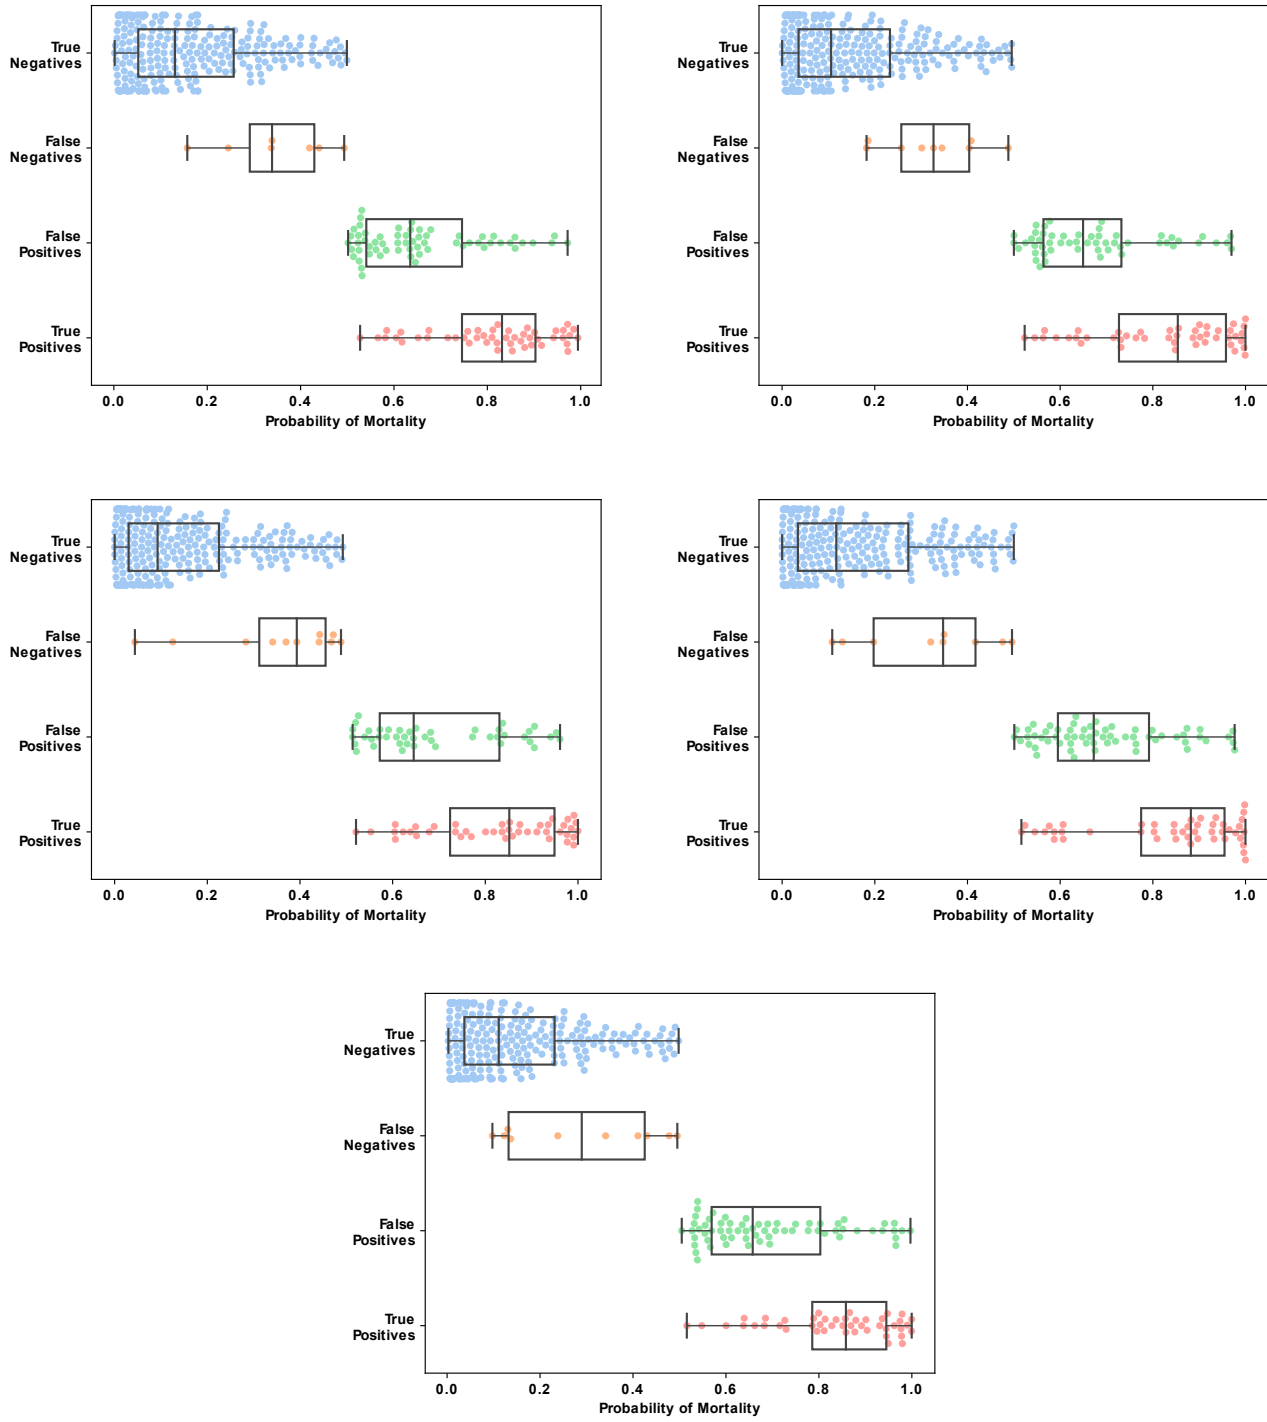 True
Negatives
False
Negatives
False
Positives
True
Positives
0.0 0.2 0.4 0.6 0.8 1.0
Probability of Mortality
True
Negatives
False
Negatives
False
Positives
True
Positives
0.0 0.2 0.4 0.6 0.8 1.0
Probability of Mortality
True
Negatives
False
Negatives
False
Positives
True
Positives
0.0 0.2 0.4 0.6 0.8 1.0
Probability of Mortality
True
Negatives
False
Negatives
False
Positives
True
Positives
0.0 0.2 0.4 0.6 0.8 1.0
Probability of Mortality
True
Negatives
False
Negatives
False
Positives
True
Positives
0.0 0.2 0.4 0.6 0.8 1.0
Probability of Mortality